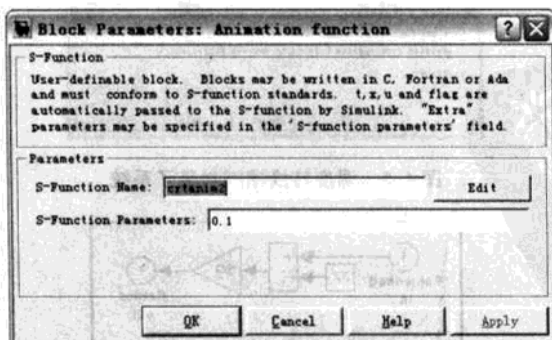 Block Parameters: Animation function
S-Function
User-definable block. Blocks may be written in C, Fortran or Ada
and must conform to S-function standards. t,x,u and flag are
automatically passed to the S-function by Simulink. "Extra"
parameters may be specified in the 'S-function parameters' field.
Parameters
S-Function Name: crtanim2 Edit
S-Function Parameters: 0.1
OK Cancel Help Apply